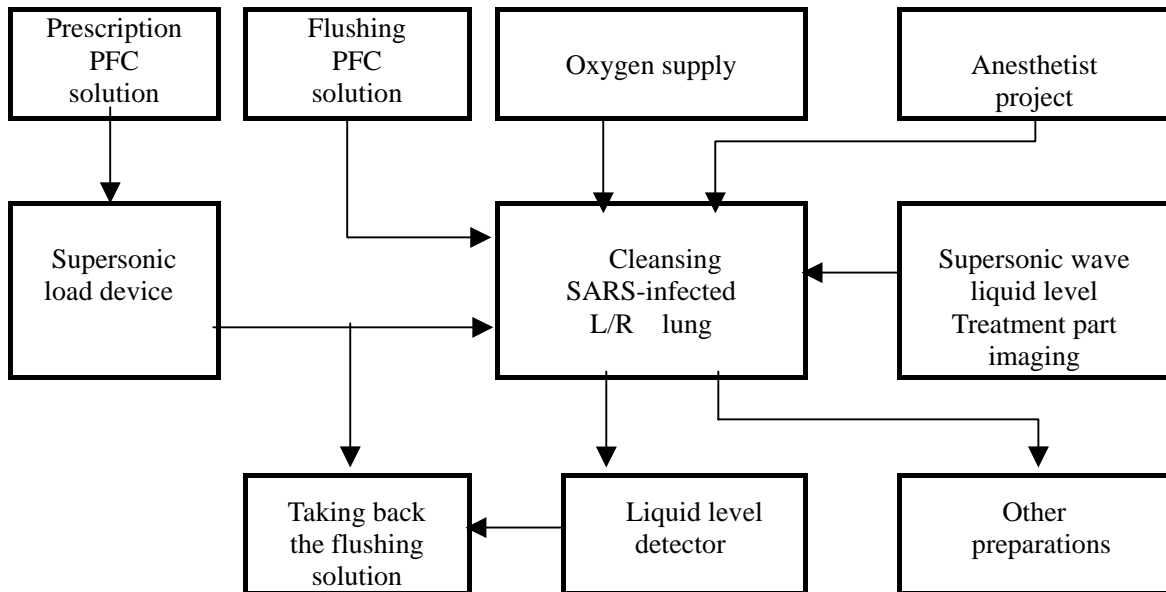 Prescription
PFC
solution
Flushing
PFC
solution
Oxygen supply
Anesthetist
project
Supersonic
load device
Cleansing
SARS-infected
L/R lung
Supersonic wave
liquid level
Treatment part
imaging
Taking back
the flushing
solution
Liquid level
detector
Other
preparations